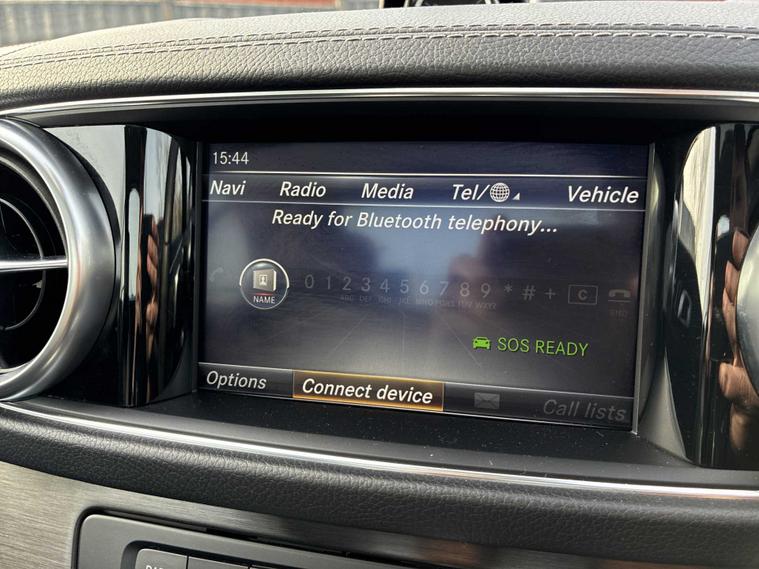 15:44
Navi Radio Media Tel/ Vehicle
Ready for Bluetooth telephony...
NAME
0 1 2 3 4 5 6 7 8 9 * # + C
ABC DEF GHI JKL MNO PQRS TUV WXYZ
END
SOS READY
Options Connect device Call lists